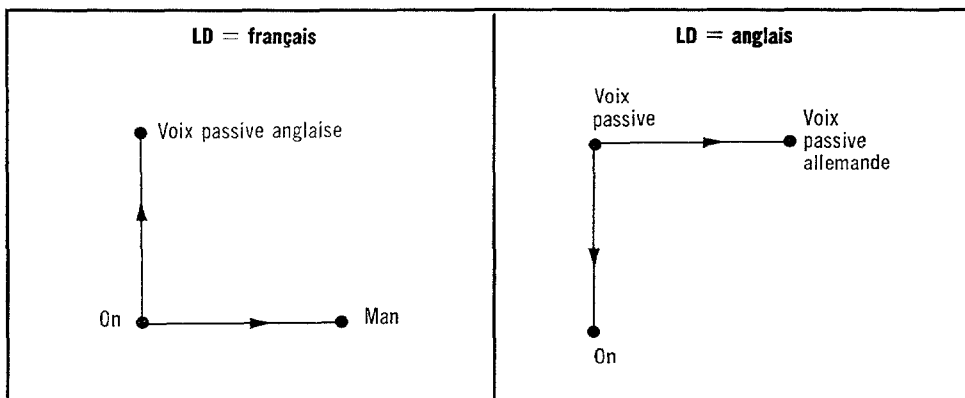 LD = français
Voix passive anglaise
On
Man
LD = anglais
Voix
passive
Voix
passive
allemande
On